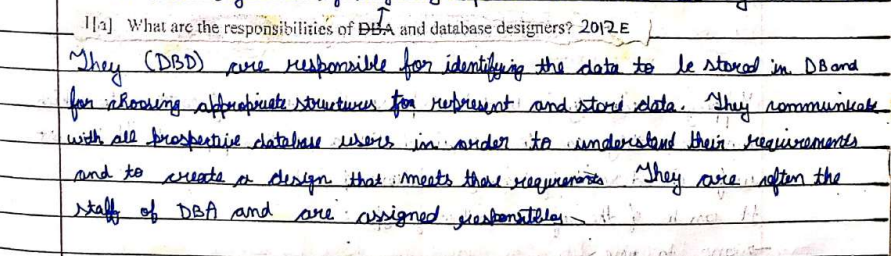 1[a] What are the responsibilities of DBA and database designers? 2012E
They (DBD) are responsible for identifying the data to be stored in DB and
for choosing appropriate structures for represent and store data. They communicate
with all prospective database users in order to understand their requirements
and to create a design that meets these requirements They are often the
staff of DBA and are assigned